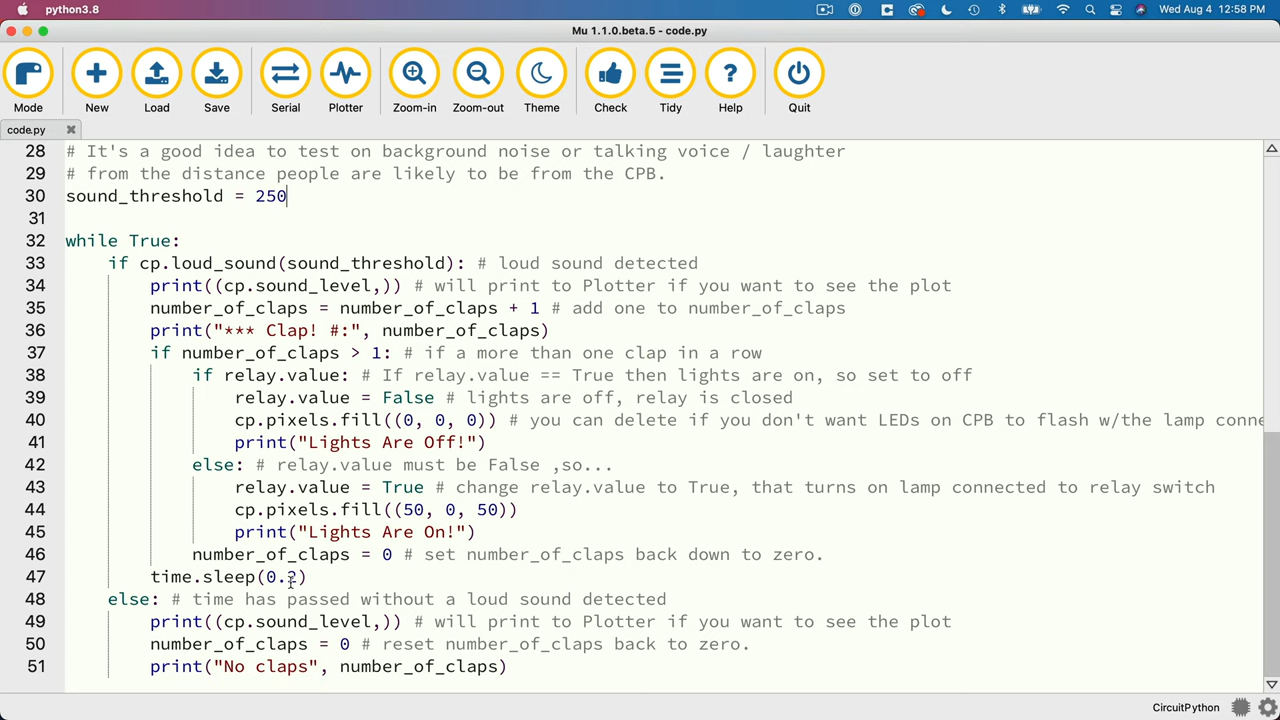 python3.8
Wed Aug 4 12:58 PM
Mu 1.1.0.beta.5 - code.py
Mode New Load Save Serial Plotter Zoom-in Zoom-out Theme Check Tidy Help Quit
code.py
28 # It's a good idea to test on background noise or talking voice / laughter
29 # from the distance people are likely to be from the CPB.
30 sound_threshold = 250
31
32 while True:
33 if cp.loud_sound(sound_threshold): # loud sound detected
34 print((cp.sound_level,)) # will print to Plotter if you want to see the plot
35 number_of_claps = number_of_claps + 1 # add one to number_of_claps
36 print("*** Clap! #:", number_of_claps)
37 if number_of_claps > 1: # if a more than one clap in a row
38 if relay.value: # If relay.value == True then lights are on, so set to off
39 relay.value = False # lights are off, relay is closed
40 cp.pixels.fill((0, 0, 0)) # you can delete if you don't want LEDs on CPB to flash w/the lamp conne
41 print("Lights Are Off!")
42 else: # relay.value must be False ,so...
43 relay.value = True # change relay.value to True, that turns on lamp connected to relay switch
44 cp.pixels.fill((50, 0, 50))
45 print("Lights Are On!")
46 number_of_claps = 0 # set number_of_claps back down to zero.
47 time.sleep(0.2)
48 else: # time has passed without a loud sound detected
49 print((cp.sound_level,)) # will print to Plotter if you want to see the plot
50 number_of_claps = 0 # reset number_of_claps back to zero.
51 print("No claps", number_of_claps)
CircuitPython